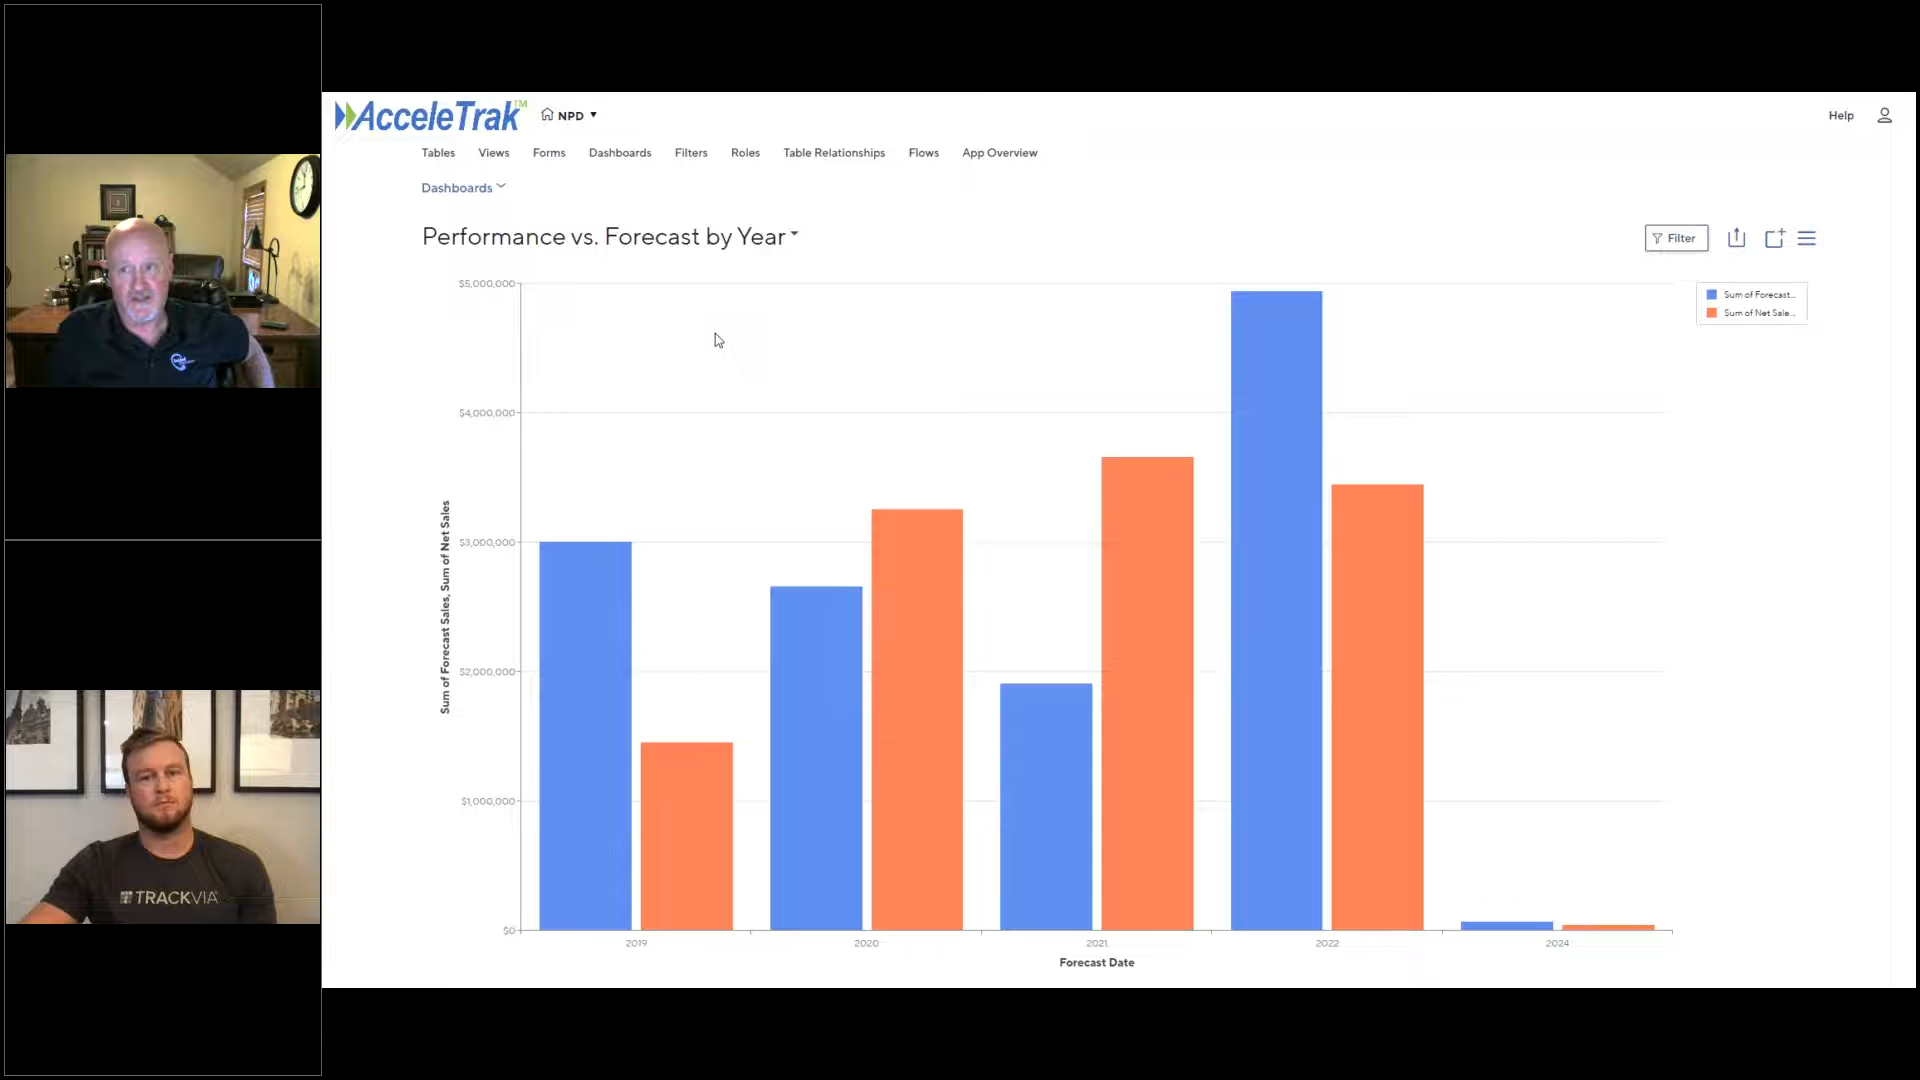 AcceleTrak™
NPD
Help
Tables Views Forms Dashboards Filters Roles Table Relationships Flows App Overview
Dashboards
Performance vs. Forecast by Year
Filter
Sum of Forecast...
Sum of Net Sale...
Sum of Forecast Sales, Sum of Net Sales
$5,000,000
$4,000,000
$3,000,000
$2,000,000
$1,000,000
$0
2019 2020 2021 2022 2024
Forecast Date
TRACKVIA